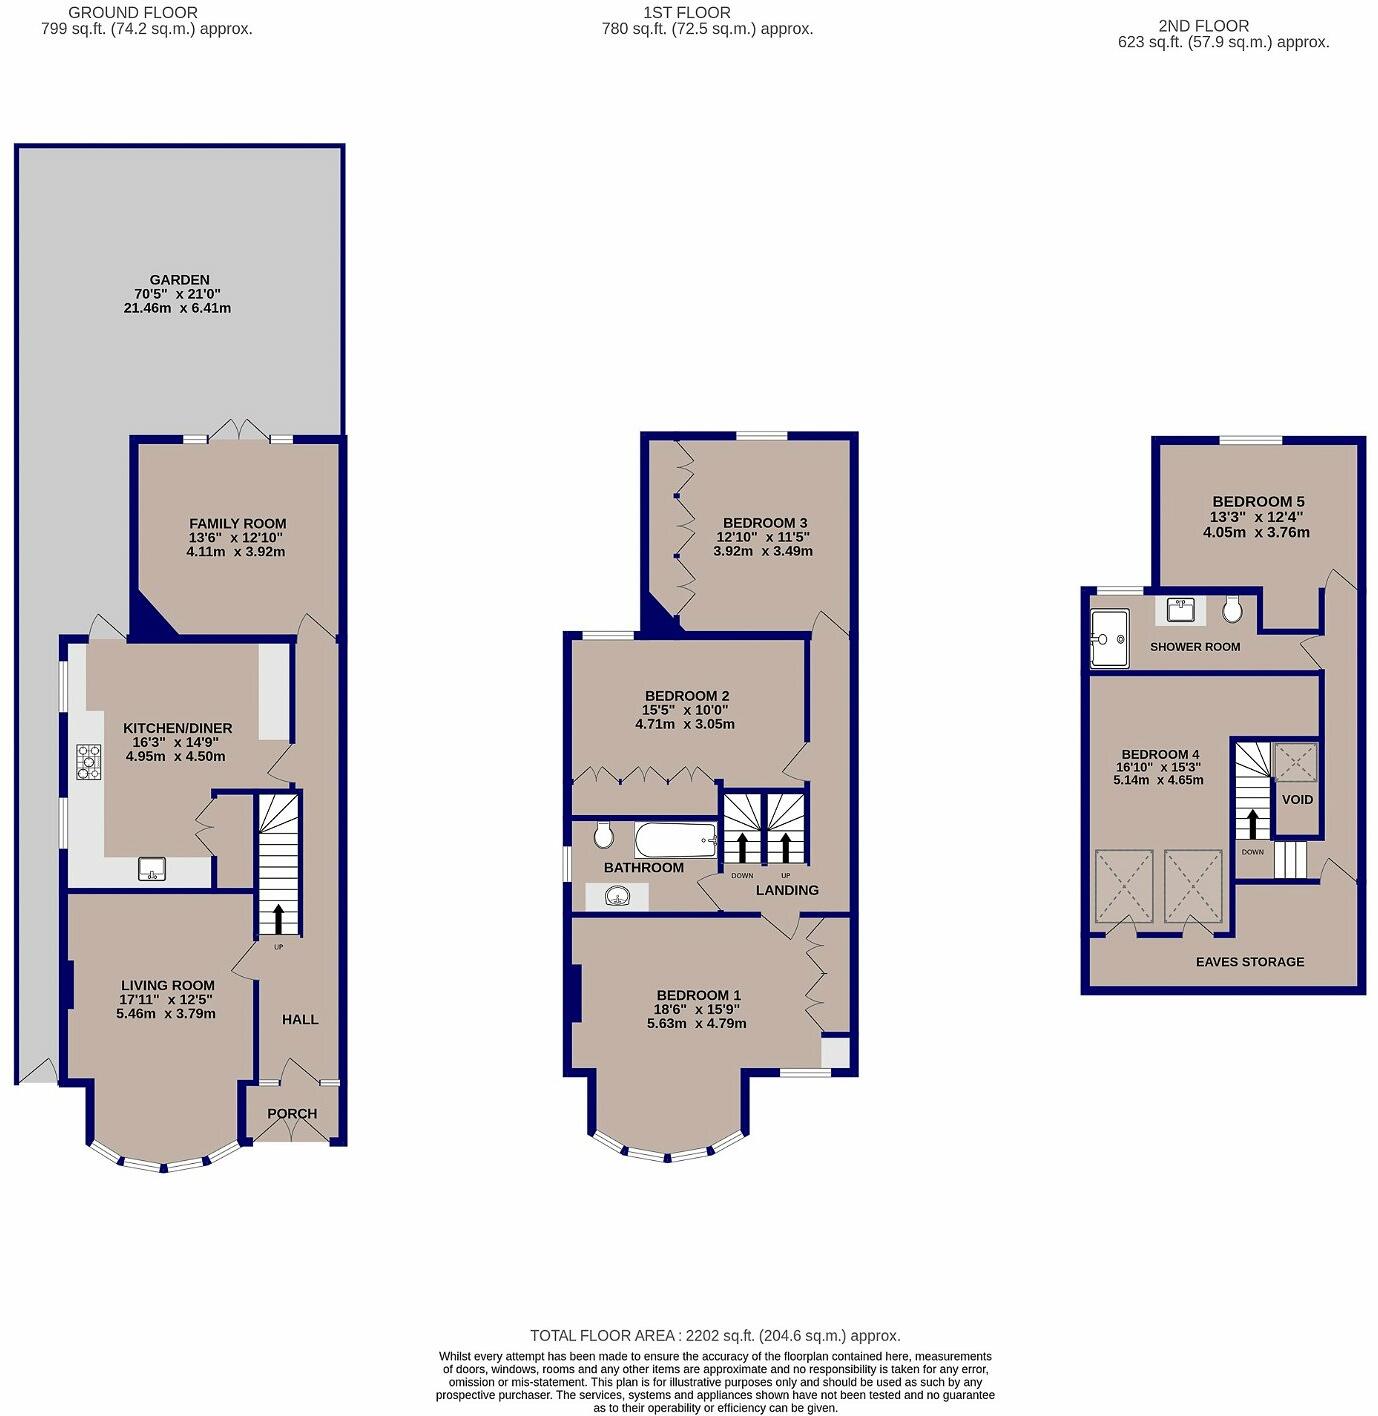 GROUND FLOOR
799 sq.ft. (74.2 sq.m.) approx.
1ST FLOOR
780 sq.ft. (72.5 sq.m.) approx.
2ND FLOOR
623 sq.ft. (57.9 sq.m.) approx.
GARDEN
70'5" x 21'0"
21.46m x 6.41m
FAMILY ROOM
13'6" x 12'10"
4.11m x 3.92m
KITCHEN/DINER
16'3" x 14'9"
4.95m x 4.50m
UP
LIVING ROOM
17'11" x 12'5"
5.46m x 3.79m
HALL
PORCH
BEDROOM 3
12'10" x 11'5"
3.92m x 3.49m
BEDROOM 2
15'5" x 10'0"
4.71m x 3.05m
BATHROOM
DOWN
UP
LANDING
BEDROOM 1
18'6" x 15'9"
5.63m x 4.79m
BEDROOM 5
13'3" x 12'4"
4.05m x 3.76m
SHOWER ROOM
BEDROOM 4
16'10" x 15'3"
5.14m x 4.65m
VOID
DOWN
EAVES STORAGE
TOTAL FLOOR AREA : 2202 sq.ft. (204.6 sq.m.) approx.
Whilst every attempt has been made to ensure the accuracy of the floorplan contained here, measurements
of doors, windows, rooms and any other items are approximate and no responsibility is taken for any error,
omission or mis-statement. This plan is for illustrative purposes only and should be used as such by any
prospective purchaser. The services, systems and appliances shown have not been tested and no guarantee
as to their operability or efficiency can be given.